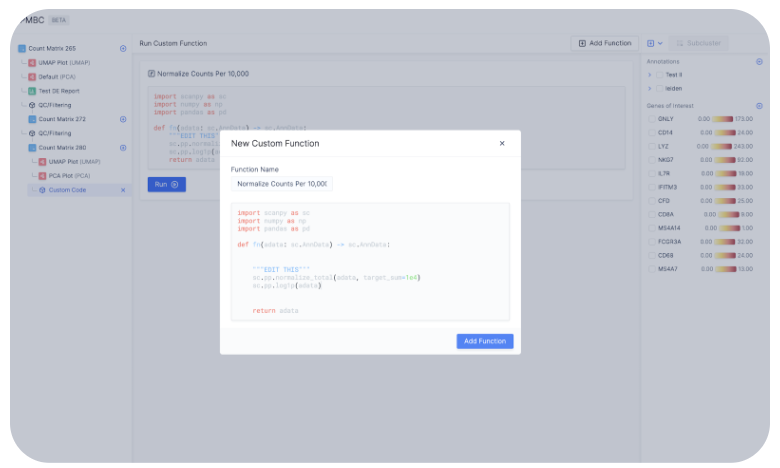 PMBC BETA
Count Matrix 265
UMAP Plot (UMAP)
Default (PCA)
Test DE Report
QC/Filtering
Count Matrix 272
QC/Filtering
Count Matrix 280
UMAP Plot (UMAP)
PCA Plot (PCA)
Custom Code
Run Custom Function
Add Function
Normalize Counts Per 10,000
import scanpy as sc
import numpy as np
import pandas as pd
def fn(adata: sc.AnnData) -> sc.AnnData:
"""EDIT THIS"
sc.pp.normali
sc.pp.log1p(a
return adata
Run
New Custom Function
Function Name
Normalize Counts Per 10,00
import scanpy as sc
import numpy as np
import pandas as pd
def fn(adata: sc.AnnData) -> sc.AnnData:
"""EDIT THIS"""
sc.pp.normalize_total(adata, target_sum=1e4)
sc.pp.log1p(adata)
return adata
Add Function
Subcluster
Annotations
Test II
leiden
Genes of Interest
GNLY 0.00 173.00
CD14 0.00 24.00
LYZ 0.00 243.00
NKG7 0.00 92.00
IL7R 0.00 19.00
IFITM3 0.00 33.00
CFD 0.00 25.00
CD8A 0.00 9.00
MS4A14 0.00 1.00
FCGR3A 0.00 32.00
CD68 0.00 24.00
MS4A7 0.00 13.00